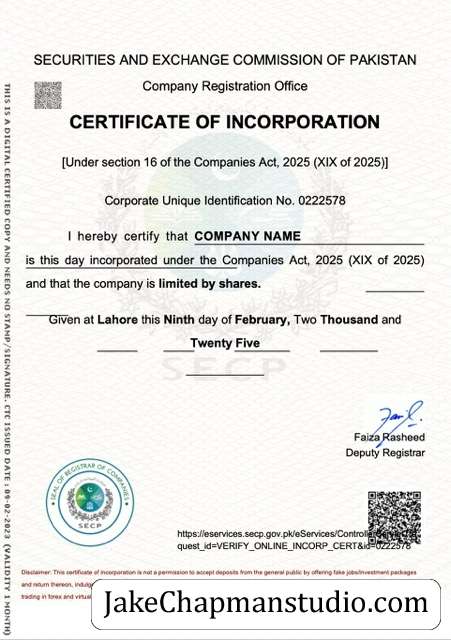 SECURITIES AND EXCHANGE COMMISSION OF PAKISTAN
Company Registration Office
CERTIFICATE OF INCORPORATION
[Under section 16 of the Companies Act, 2025 (XIX of 2025)]
Corporate Unique Identification No. 0222578
I hereby certify that COMPANY NAME
is this day incorporated under the Companies Act, 2025 (XIX of 2025)
and that the company is limited by shares.
Given at Lahore this Ninth day of February, Two Thousand and
Twenty Five
SECP
Faiza Rasheed
Deputy Registrar
SEAL OF REGISTRAR OF COMPANIES
SECP
https://eservices.secp.gov.pk/eServices/
quest_id=VERIFY_ONLINE_INCORP_CERT&id=0222578
Disclaimer: This certificate of incorporation is not a permission to accept deposits from the general public by offering fake jobs/investment packages
and return thereon,
trading in forex and
JakeChapmanstudio.com
THIS IS A DIGITAL CERTIFIED COPY AND NEEDS NO STAMP/SIGNATURE. CTC ISSUED DATE : 09-02-2023 (VALIDITY 1 MONTH)